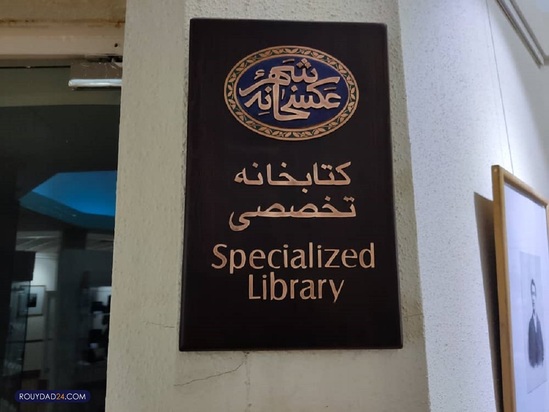 عکسخانه شهر
کتابخانه
تخصصی
Specialized
Library
ROUYDAD24.COM